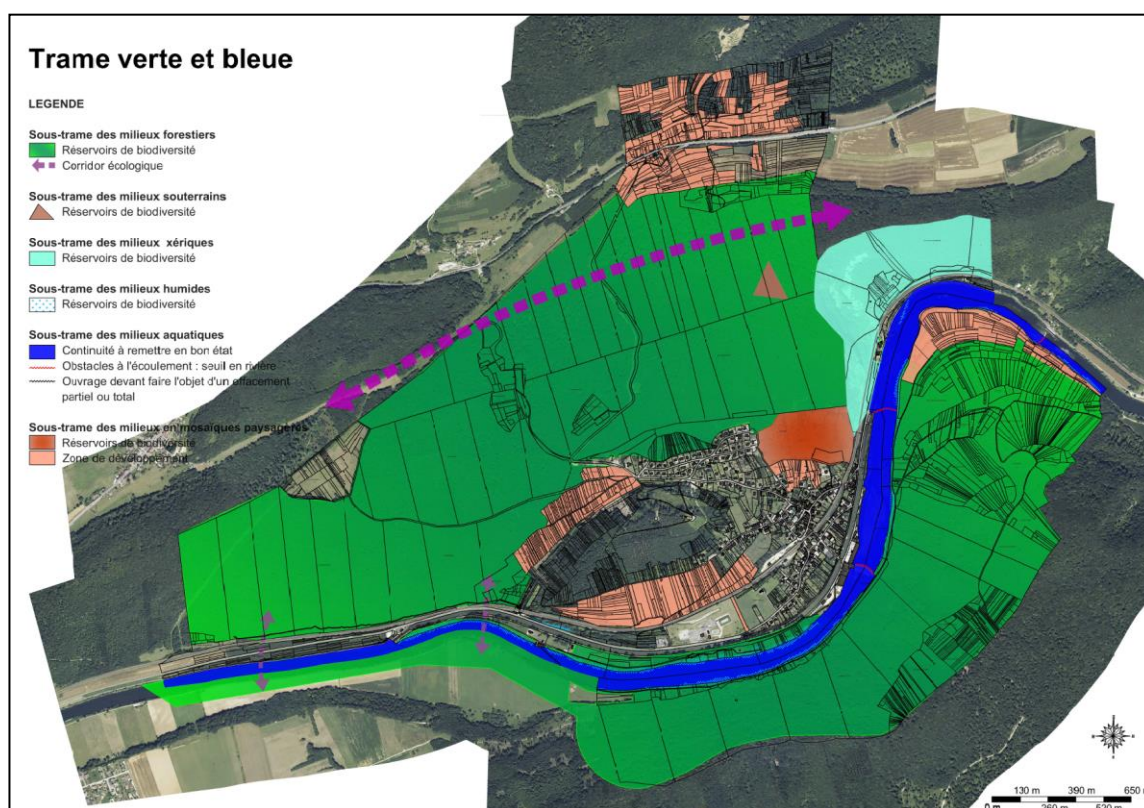 Trame verte et bleue
LEGENDE
Sous-trame des milieux forestiers
Réservoirs de biodiversité
Corridor écologique
Sous-trame des milieux souterrains
Réservoirs de biodiversité
Sous-trame des milieux xériques
Réservoirs de biodiversité
Sous-trame des milieux humides
Réservoirs de biodiversité
Sous-trame des milieux aquatiques
Continuité à remettre en bon état
Obstacles à l'écoulement : seuil en rivière
Ouvrage devant faire l'objet d'un effacement
partiel ou total
Sous-trame des milieux en mosaïques paysagères
Réservoirs de biodiversité
Zone de développement
130 m 390 m 650 m
0 m 260 m 520 m